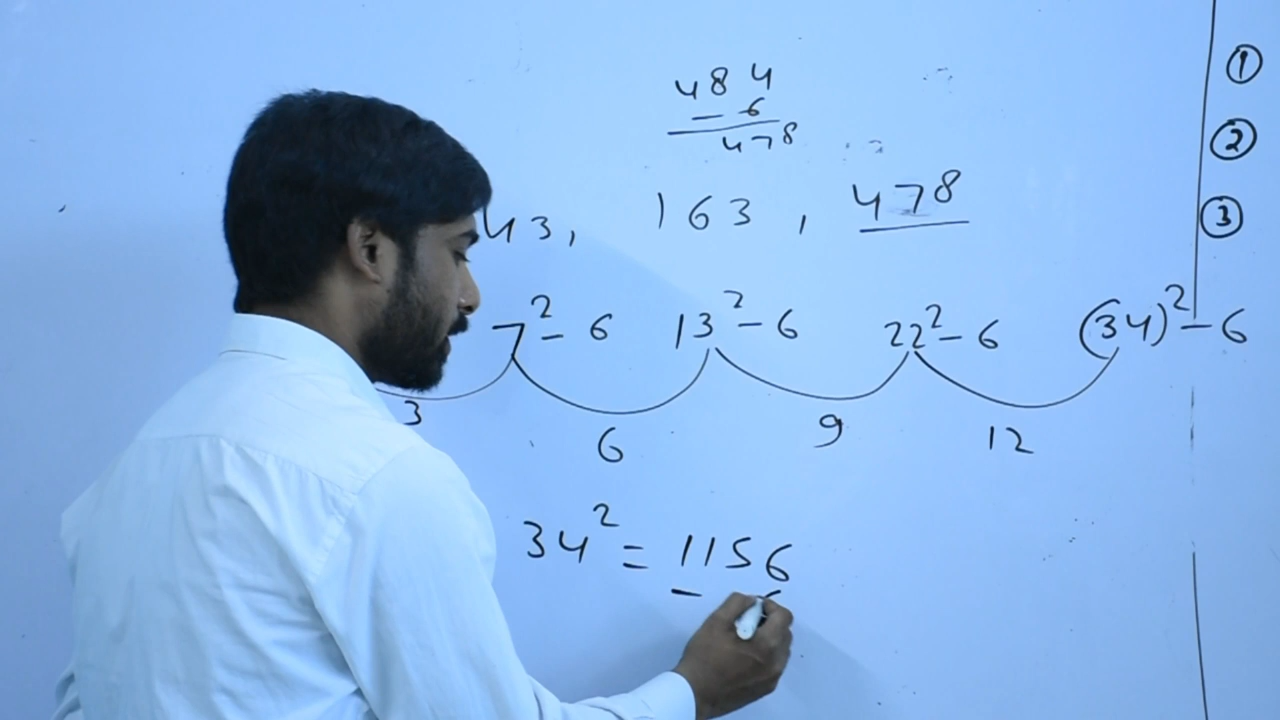 484
- 6
478
43, 163, 478
7² - 6 13² - 6 22² - 6 (34)² - 6
3 6 9 12
34² = 1156
-
①
②
③